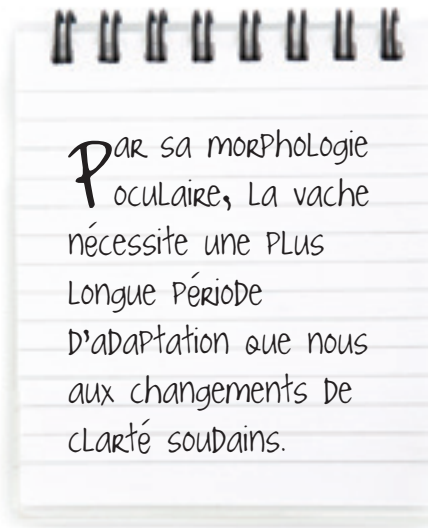 Par sa morphologie
oculaire, la vache
nécessite une plus
longue période
d'adaptation que nous
aux changements de
clarté soudains.